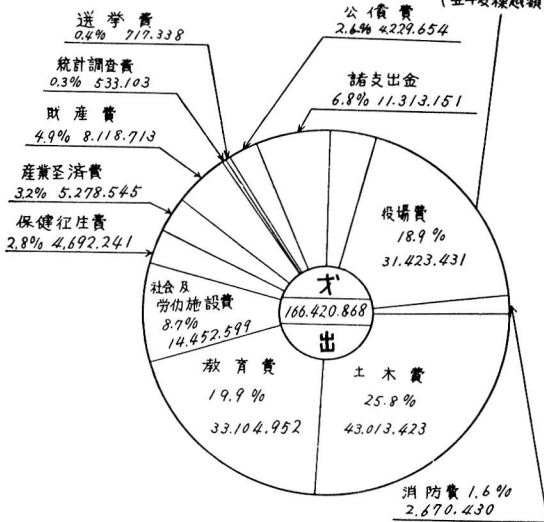 選挙費
0.4% 717.338
統計調査費
0.3% 533.103
財産費
4.9% 8.118.713
産業経済費
3.2% 5.278.545
保健衛生費
2.8% 4,692.241
社会及
労仂施設費
8.7%
14.452.599
教育費
19.9%
33.104.952
土木費
25.8%
43.013.423
消防費 1.6%
2,670.430
役場費
18.9%
31.423.431
諸支出金
6.8% 11.313.151
公債費
2.6% 4.229.654
才
166.420.868
出